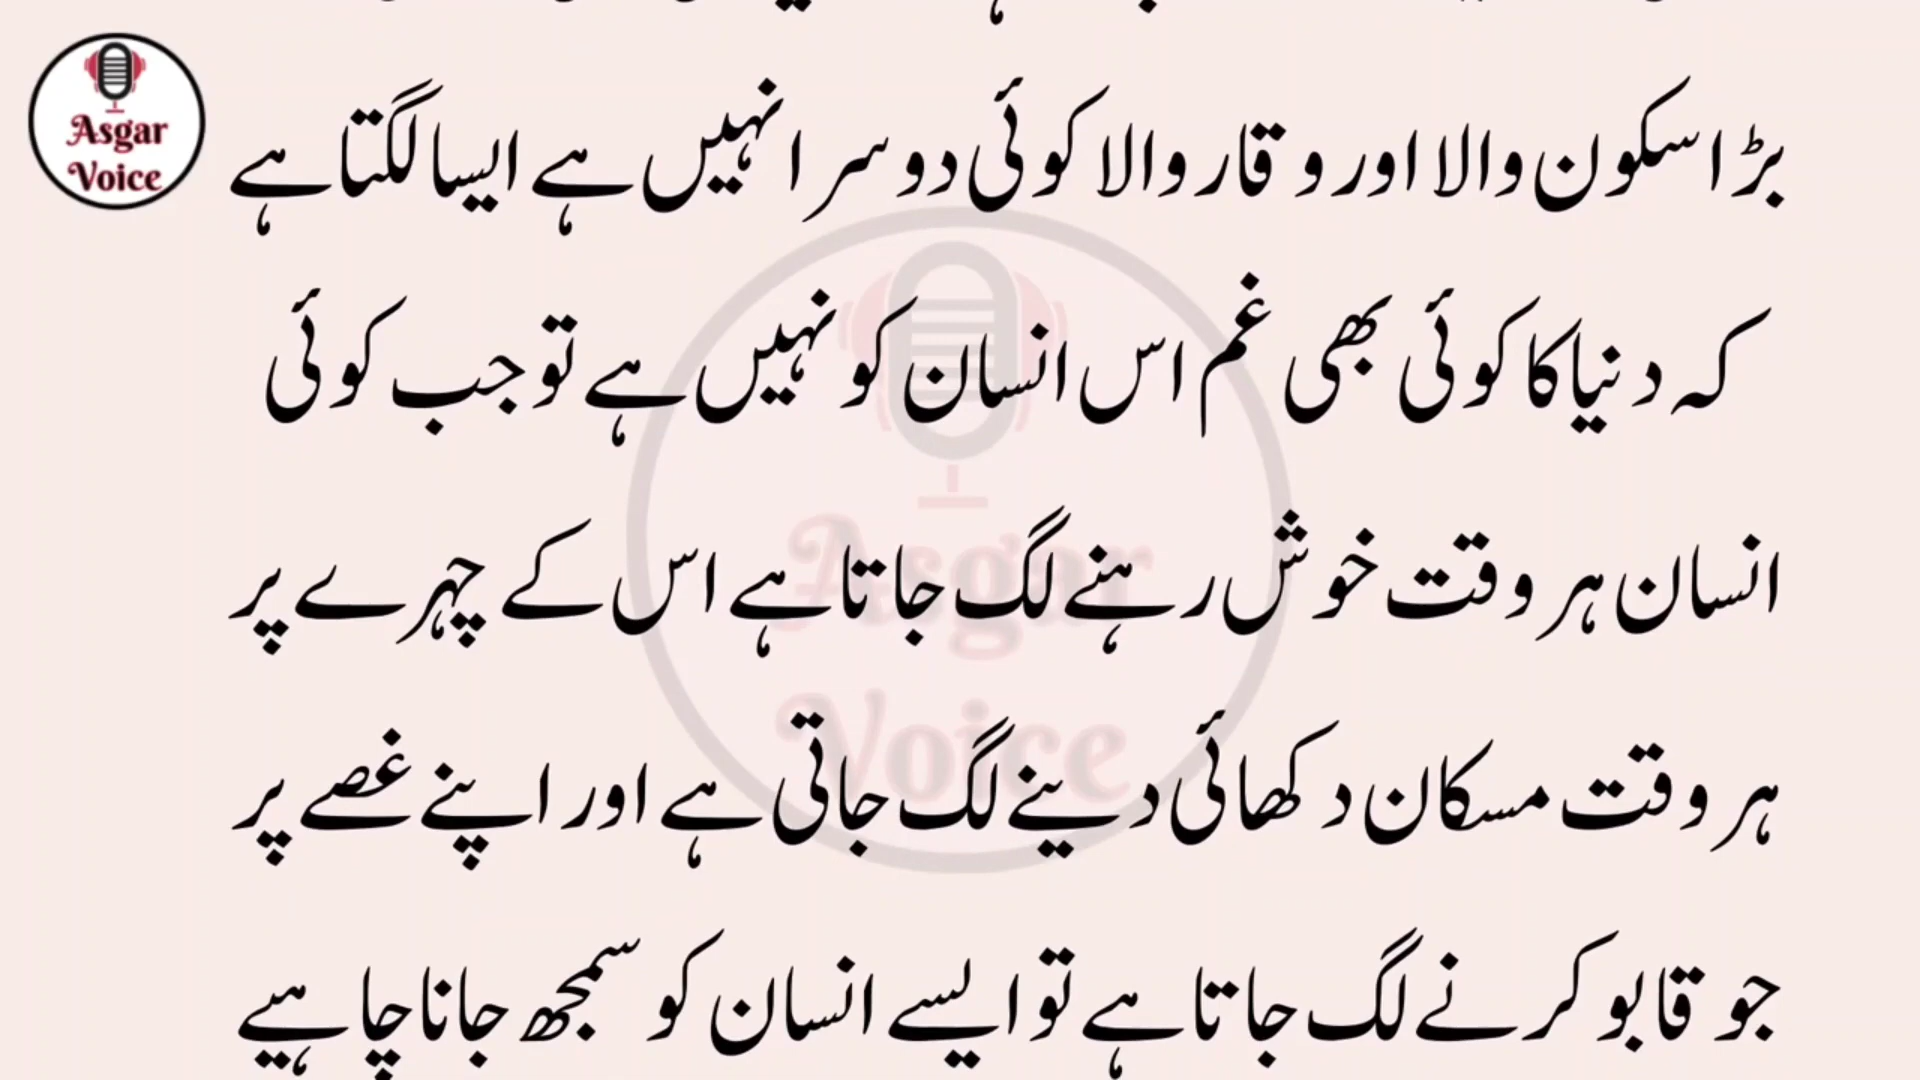 Asgar
Voice
بڑا سکون والا اور وقار والا کوئی دوسرا نہیں ہے ایسا لگتا ہے
کہ دنیا کا کوئی بھی غم اس انسان کو نہیں ہے تو جب کوئی
انسان ہر وقت خوش رہنے لگ جاتا ہے اس کے چہرے پر
ہر وقت مسکان دکھائی دینے لگ جاتی ہے اور اپنے غصے پر
جو قابو کرنے لگ جاتا ہے تو ایسے انسان کو سمجھ جانا چاہیے
Asgar
Voice